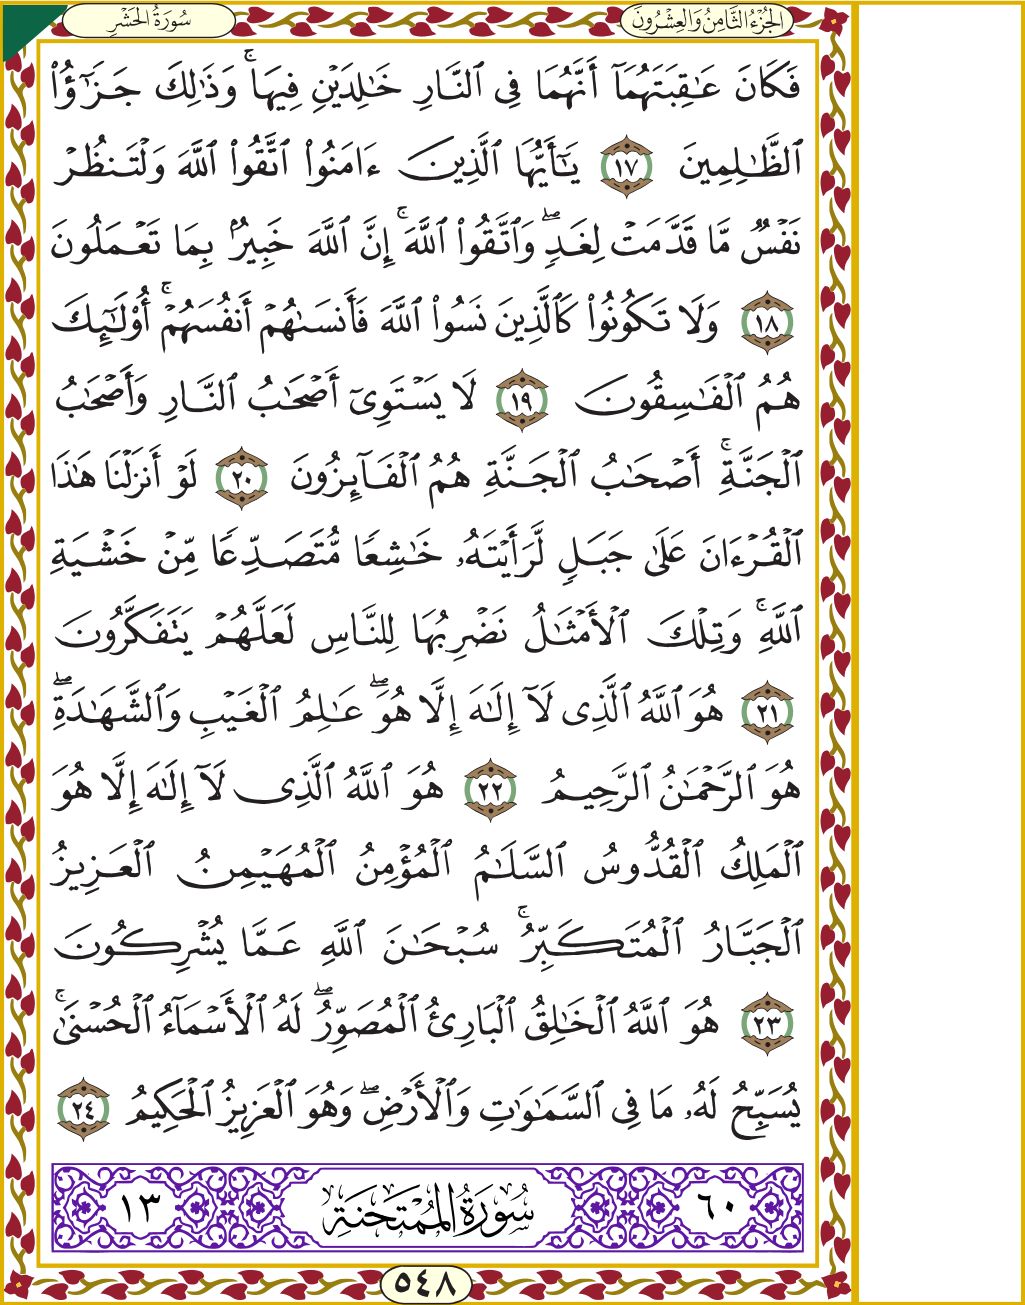 الجُزْءُ الثَّامِنُ وَالعِشْرُونَ
سُورَةُ الحَشْرِ
فَكَانَ عَـٰقِبَتَهُمَآ أَنَّهُمَا فِى ٱلنَّارِ خَـٰلِدَيْنِ فِيهَا ۚ وَذَٰلِكَ جَزَٰٓؤُا۟
ٱلظَّـٰلِمِينَ ١٧ يَـٰٓأَيُّهَا ٱلَّذِينَ ءَامَنُوا۟ ٱتَّقُوا۟ ٱللَّهَ وَلْتَنظُرْ
نَفْسٌ مَّا قَدَّمَتْ لِغَدٍ ۖ وَٱتَّقُوا۟ ٱللَّهَ ۚ إِنَّ ٱللَّهَ خَبِيرٌۢ بِمَا تَعْمَلُونَ
١٨ وَلَا تَكُونُوا۟ كَٱلَّذِينَ نَسُوا۟ ٱللَّهَ فَأَنسَىٰهُمْ أَنفُسَهُمْ ۚ أُو۟لَـٰٓئِكَ
هُمُ ٱلْفَـٰسِقُونَ ١٩ لَا يَسْتَوِىٓ أَصْحَـٰبُ ٱلنَّارِ وَأَصْحَـٰبُ
ٱلْجَنَّةِ ۚ أَصْحَـٰبُ ٱلْجَنَّةِ هُمُ ٱلْفَآئِزُونَ ٢٠ لَوْ أَنزَلْنَا هَـٰذَا
ٱلْقُرْءَانَ عَلَىٰ جَبَلٍ لَّرَأَيْتَهُۥ خَـٰشِعًا مُّتَصَدِّعًا مِّنْ خَشْيَةِ
ٱللَّهِ ۚ وَتِلْكَ ٱلْأَمْثَـٰلُ نَضْرِبُهَا لِلنَّاسِ لَعَلَّهُمْ يَتَفَكَّرُونَ
٢١ هُوَ ٱللَّهُ ٱلَّذِى لَآ إِلَـٰهَ إِلَّا هُوَ ۖ عَـٰلِمُ ٱلْغَيْبِ وَٱلشَّهَـٰدَةِ ۖ
هُوَ ٱلرَّحْمَـٰنُ ٱلرَّحِيمُ ٢٢ هُوَ ٱللَّهُ ٱلَّذِى لَآ إِلَـٰهَ إِلَّا هُوَ
ٱلْمَلِكُ ٱلْقُدُّوسُ ٱلسَّلَـٰمُ ٱلْمُؤْمِنُ ٱلْمُهَيْمِنُ ٱلْعَزِيزُ
ٱلْجَبَّارُ ٱلْمُتَكَبِّرُ ۚ سُبْحَـٰنَ ٱللَّهِ عَمَّا يُشْرِكُونَ
٢٣ هُوَ ٱللَّهُ ٱلْخَـٰلِقُ ٱلْبَارِئُ ٱلْمُصَوِّرُ ۖ لَهُ ٱلْأَسْمَآءُ ٱلْحُسْنَىٰ ۚ
يُسَبِّحُ لَهُۥ مَا فِى ٱلسَّمَـٰوَٰتِ وَٱلْأَرْضِ ۖ وَهُوَ ٱلْعَزِيزُ ٱلْحَكِيمُ ٢٤
٦٠ سُورَةُ المُمْتَحَنَةِ ١٣
٥٤٨